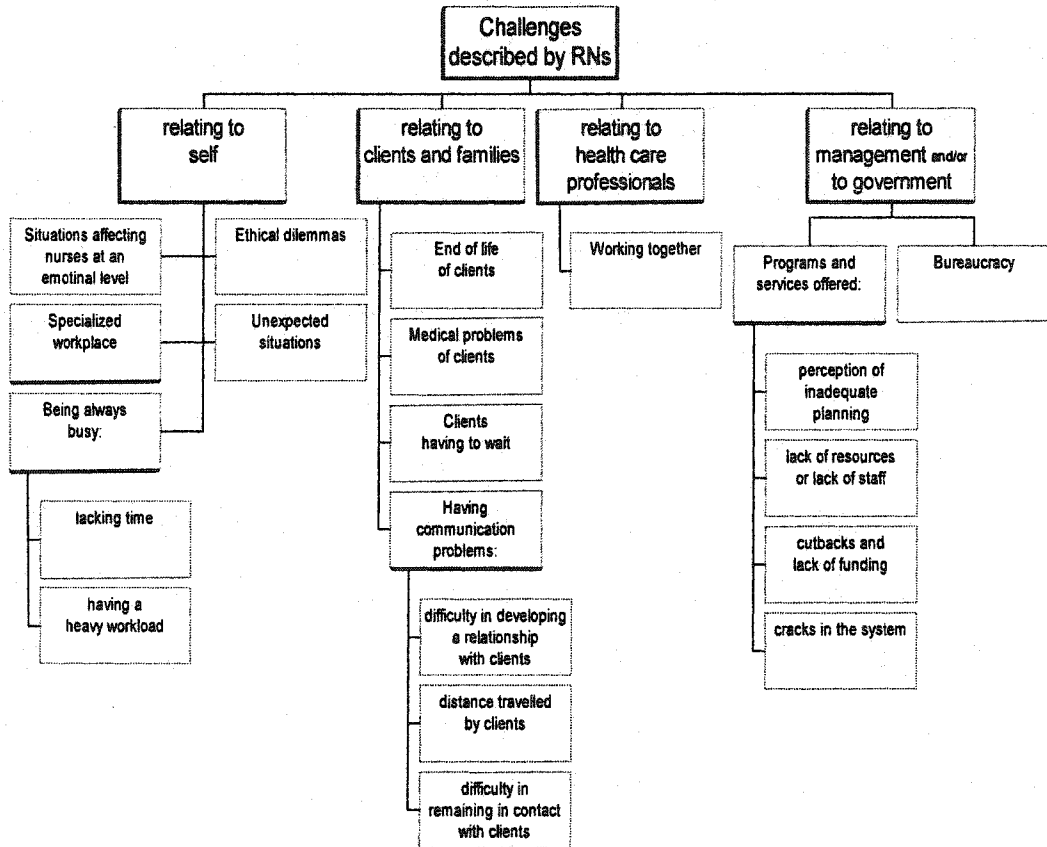 Challenges
described by RNs
relating to
self
relating to
clients and families
relating to
health care
professionals
relating to
management and/or
to government
Situations affecting
nurses at an
emotinal level
Ethical dilemmas
Specialized
workplace
Unexpected
situations
Being always
busy:
lacking time
having a
heavy workload
End of life
of clients
Medical problems
of clients
Clients
having to wait
Having
communication
problems:
difficulty in developing
a relationship
with clients
distance travelled
by clients
difficulty in
remaining in contact
with clients
Working together
Programs and
services offered:
Bureaucracy
perception of
inadequate
planning
lack of resources
or lack of staff
cutbacks and
lack of funding
cracks in the system